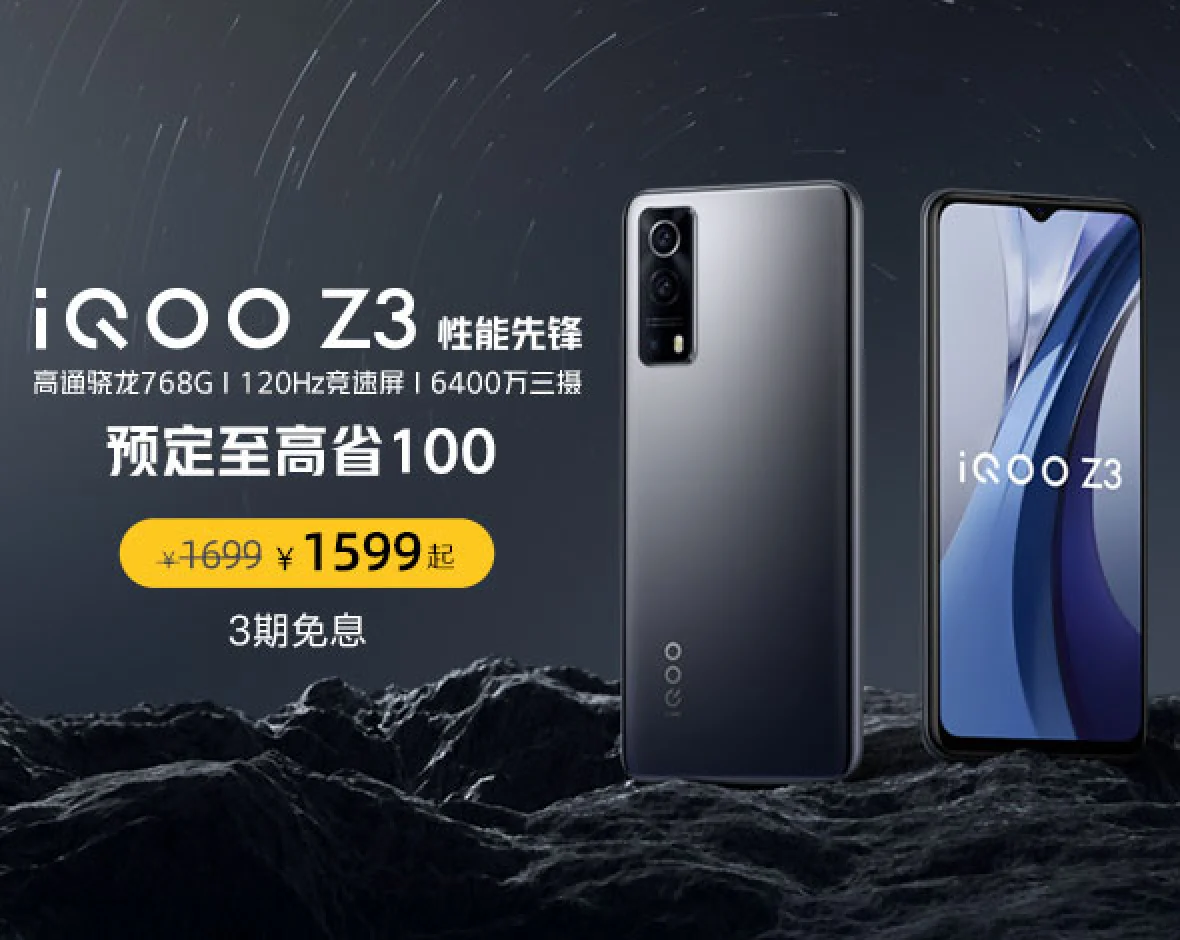 iQOO Z3 性能先锋
高通骁龙768G | 120Hz竞速屏 | 6400万三摄
预定至高省100
¥1699 ¥1599起
3期免息
iQOO
iQOO Z3